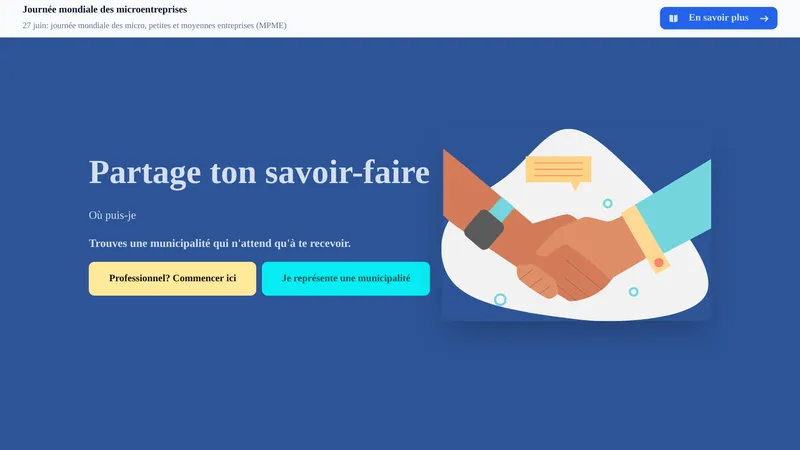 Journée mondiale des microentreprises
27 juin: journée mondiale des micro, petites et moyennes entreprises (MPME)
En savoir plus
Partage ton savoir-faire
Où puis-je
Trouves une municipalité qui n'attend qu'à te recevoir.
Professionnel? Commencer ici
Je représente une municipalité